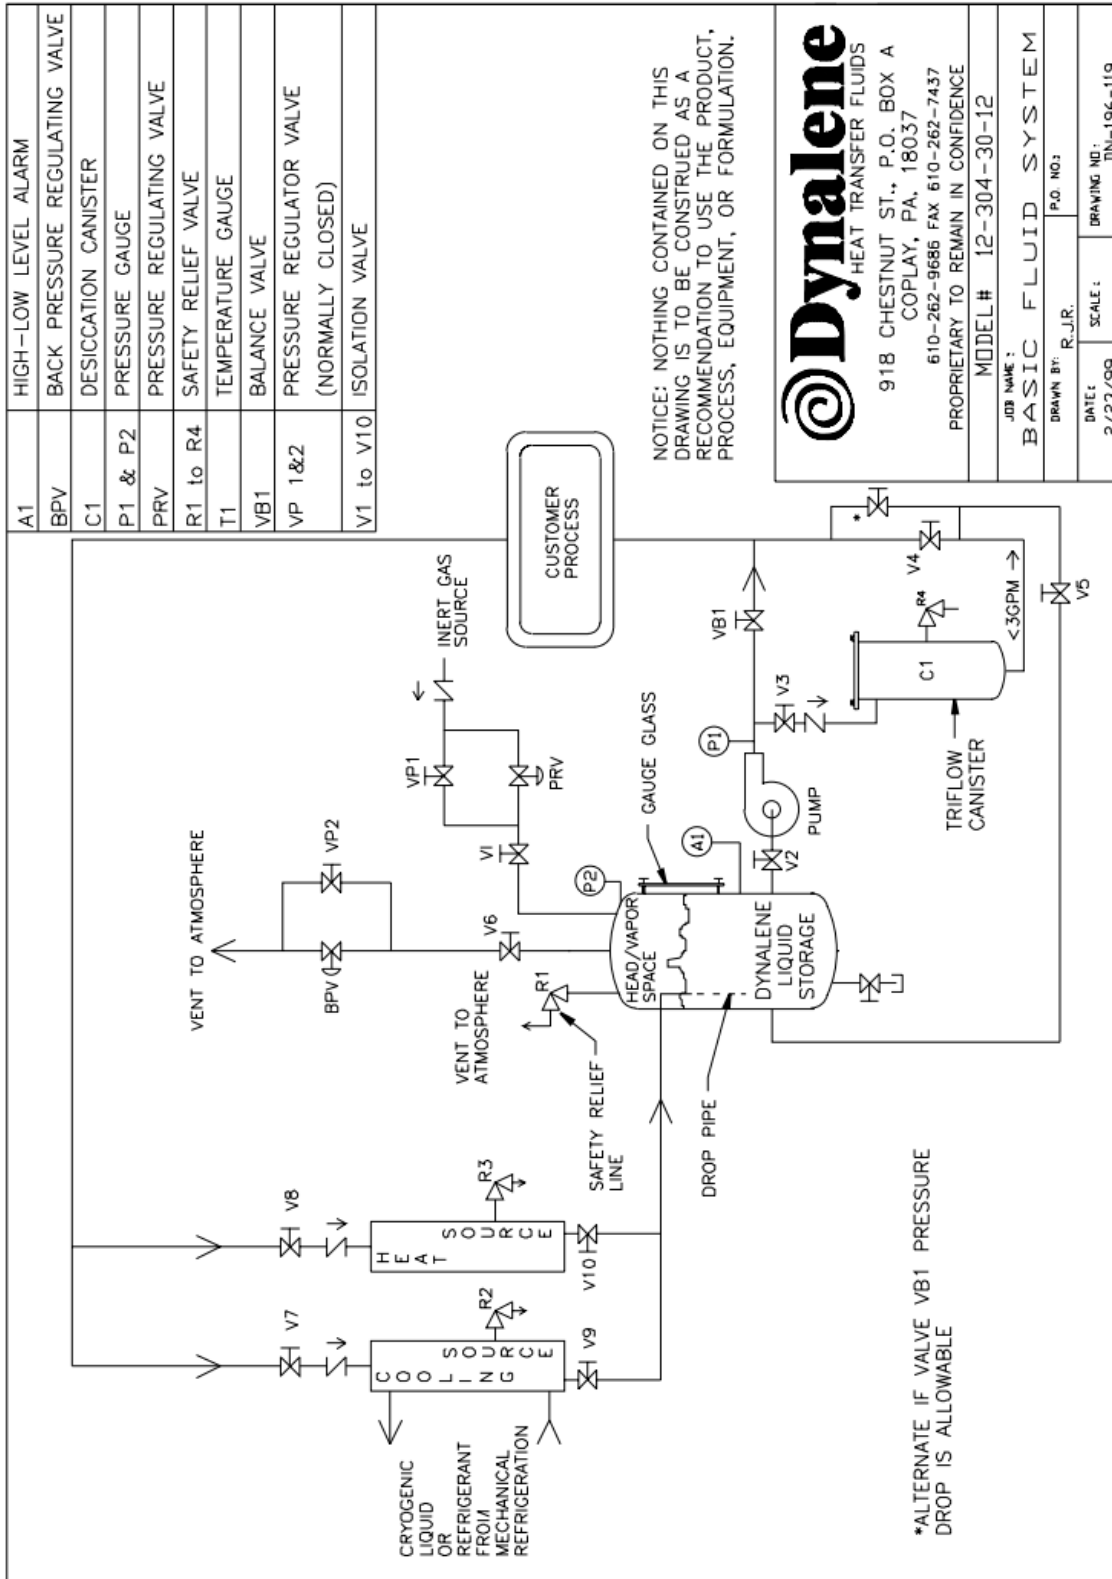 A1 HIGH-LOW LEVEL ALARM
BPV BACK PRESSURE REGULATING VALVE
C1 DESICCATION CANISTER
P1 & P2 PRESSURE GAUGE
PRV PRESSURE REGULATING VALVE
R1 to R4 SAFETY RELIEF VALVE
T1 TEMPERATURE GAUGE
VB1 BALANCE VALVE
VP 1&2 PRESSURE REGULATOR VALVE
(NORMALLY CLOSED)
V1 to V10 ISOLATION VALVE
NOTICE: NOTHING CONTAINED ON THIS
DRAWING IS TO BE CONSTRUED AS A
RECOMMENDATION TO USE THE PRODUCT,
PROCESS, EQUIPMENT, OR FORMULATION.
Dynalene
HEAT TRANSFER FLUIDS
918 CHESTNUT ST., P.O. BOX A
COPLAY, PA, 18037
610-262-9686 FAX 610-262-7437
PROPRIETARY TO REMAIN IN CONFIDENCE
MODEL# 12-304-30-12
JOB NAME:
BASIC FLUID SYSTEM
DRAWN BY: R.J.R.
P.O. NO.:
DATE:
SCALE:
DRAWING NO:
CUSTOMER
PROCESS
INERT GAS
SOURCE
VP1
PRV
V1
VENT TO ATMOSPHERE
VP2
BPV
V6
VENT TO
ATMOSPHERE
R1
SAFETY RELIEF
LINE
P2
GAUGE GLASS
HEAD/VAPOR
SPACE
A1
DYNALENE
LIQUID
STORAGE
DROP PIPE
V2
PUMP
P1
VB1
V3
*
V4
V5
R4
C1
<3GPM
TRIFLOW
CANISTER
V8
HEAT
SOURCE
R3
V10
V7
COOLING
SOURCE
R2
V9
CRYOGENIC
LIQUID
OR
REFRIGERANT
FROM
MECHANICAL
REFRIGERATION
*ALTERNATE IF VALVE VB1 PRESSURE
DROP IS ALLOWABLE